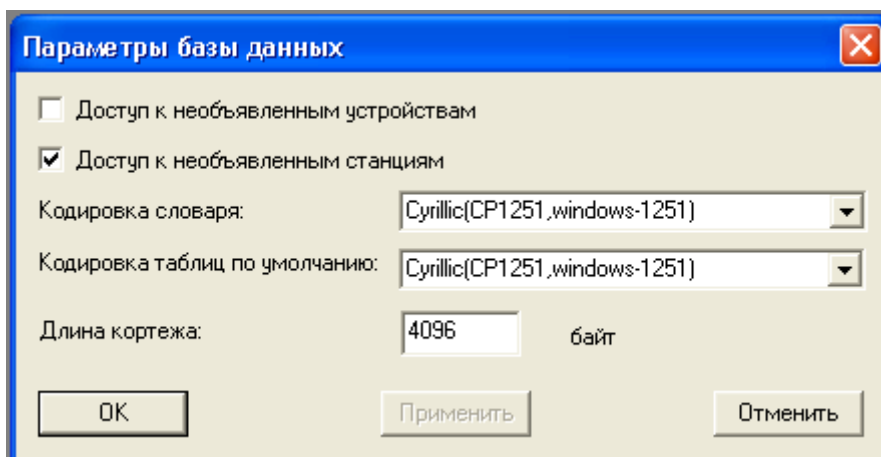 Параметры базы данных
Доступ к необъявленным устройствам
Доступ к необъявленным станциям
Кодировка словаря: Cyrillic(CP1251,windows-1251)
Кодировка таблиц по умолчанию: Cyrillic(CP1251,windows-1251)
Длина кортежа: 4096 байт
OK Применить Отменить